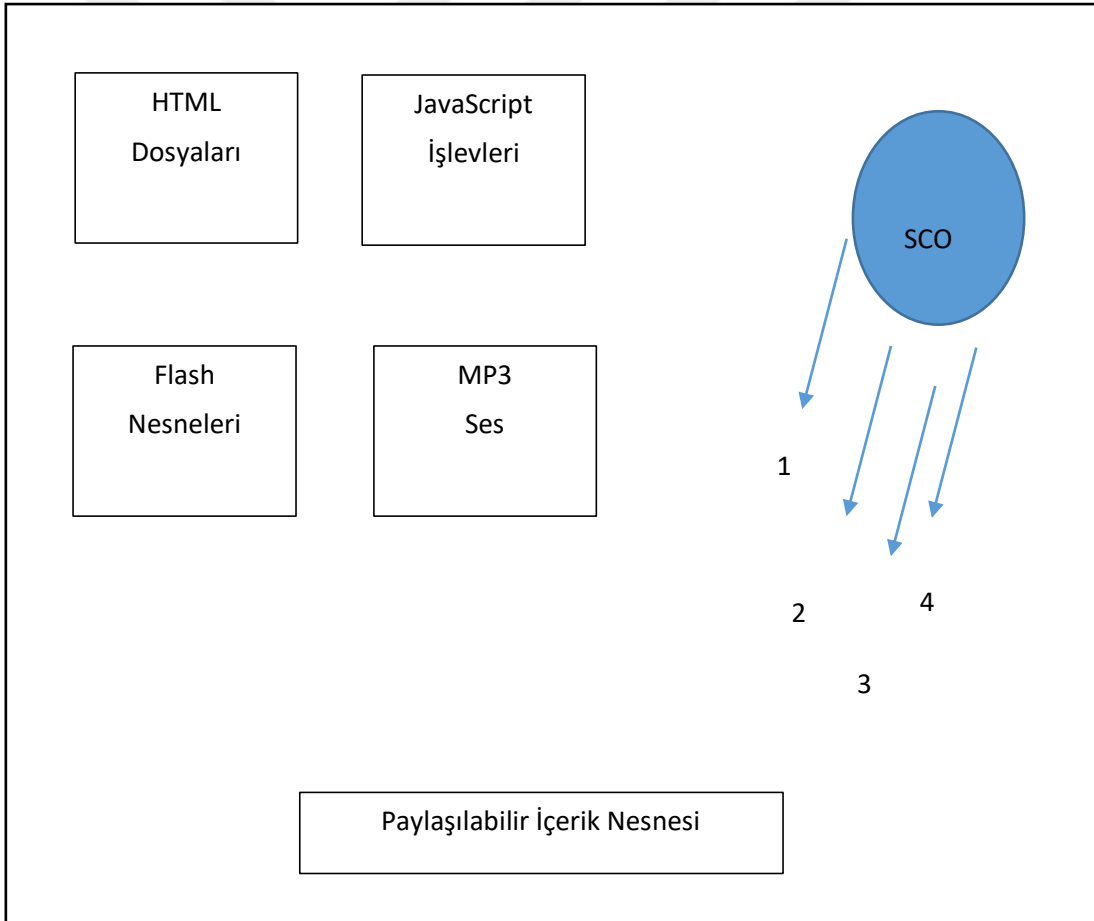 HTML
Dosyaları
JavaScript
İşlevleri
SCO
Flash
Nesneleri
MP3
Ses
1
2
4
3
Paylaşılabilir İçerik Nesnesi